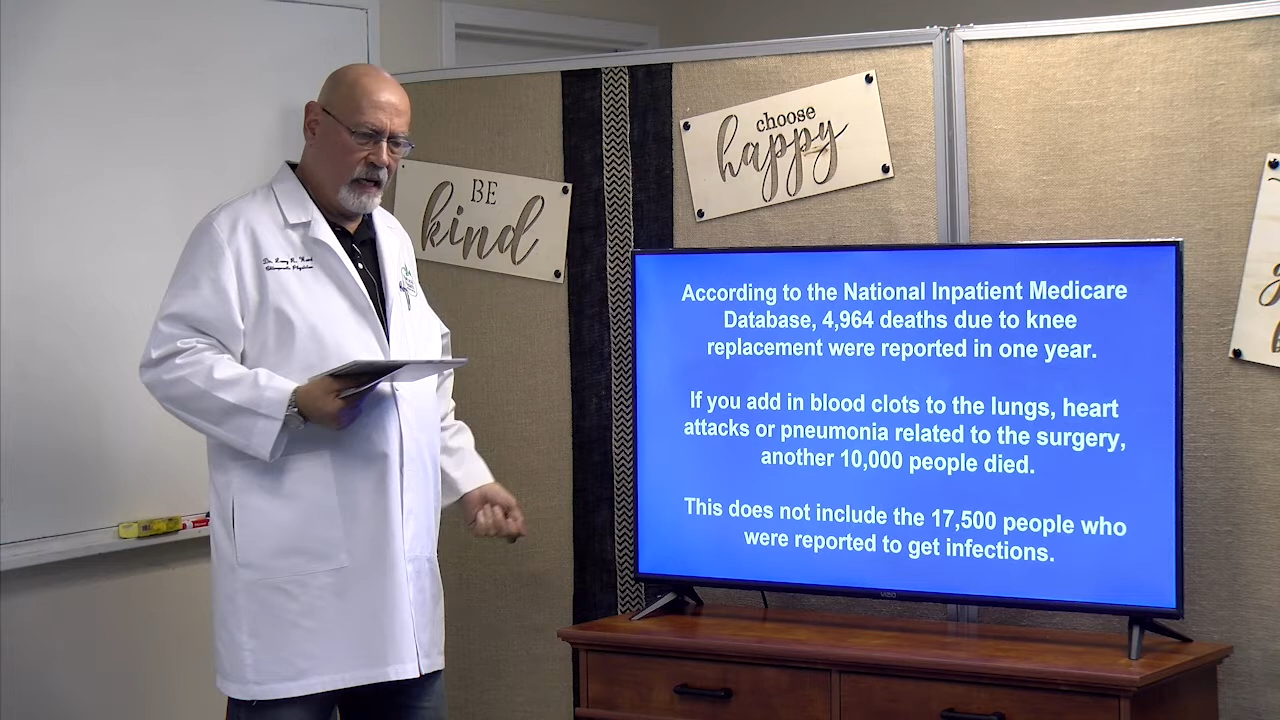 BE
kind
choose
happy
Dr.
Chiropractic Physician
According to the National Inpatient Medicare
Database, 4,964 deaths due to knee
replacement were reported in one year.
If you add in blood clots to the lungs, heart
attacks or pneumonia related to the surgery,
another 10,000 people died.
This does not include the 17,500 people who
were reported to get infections.
VIZIO